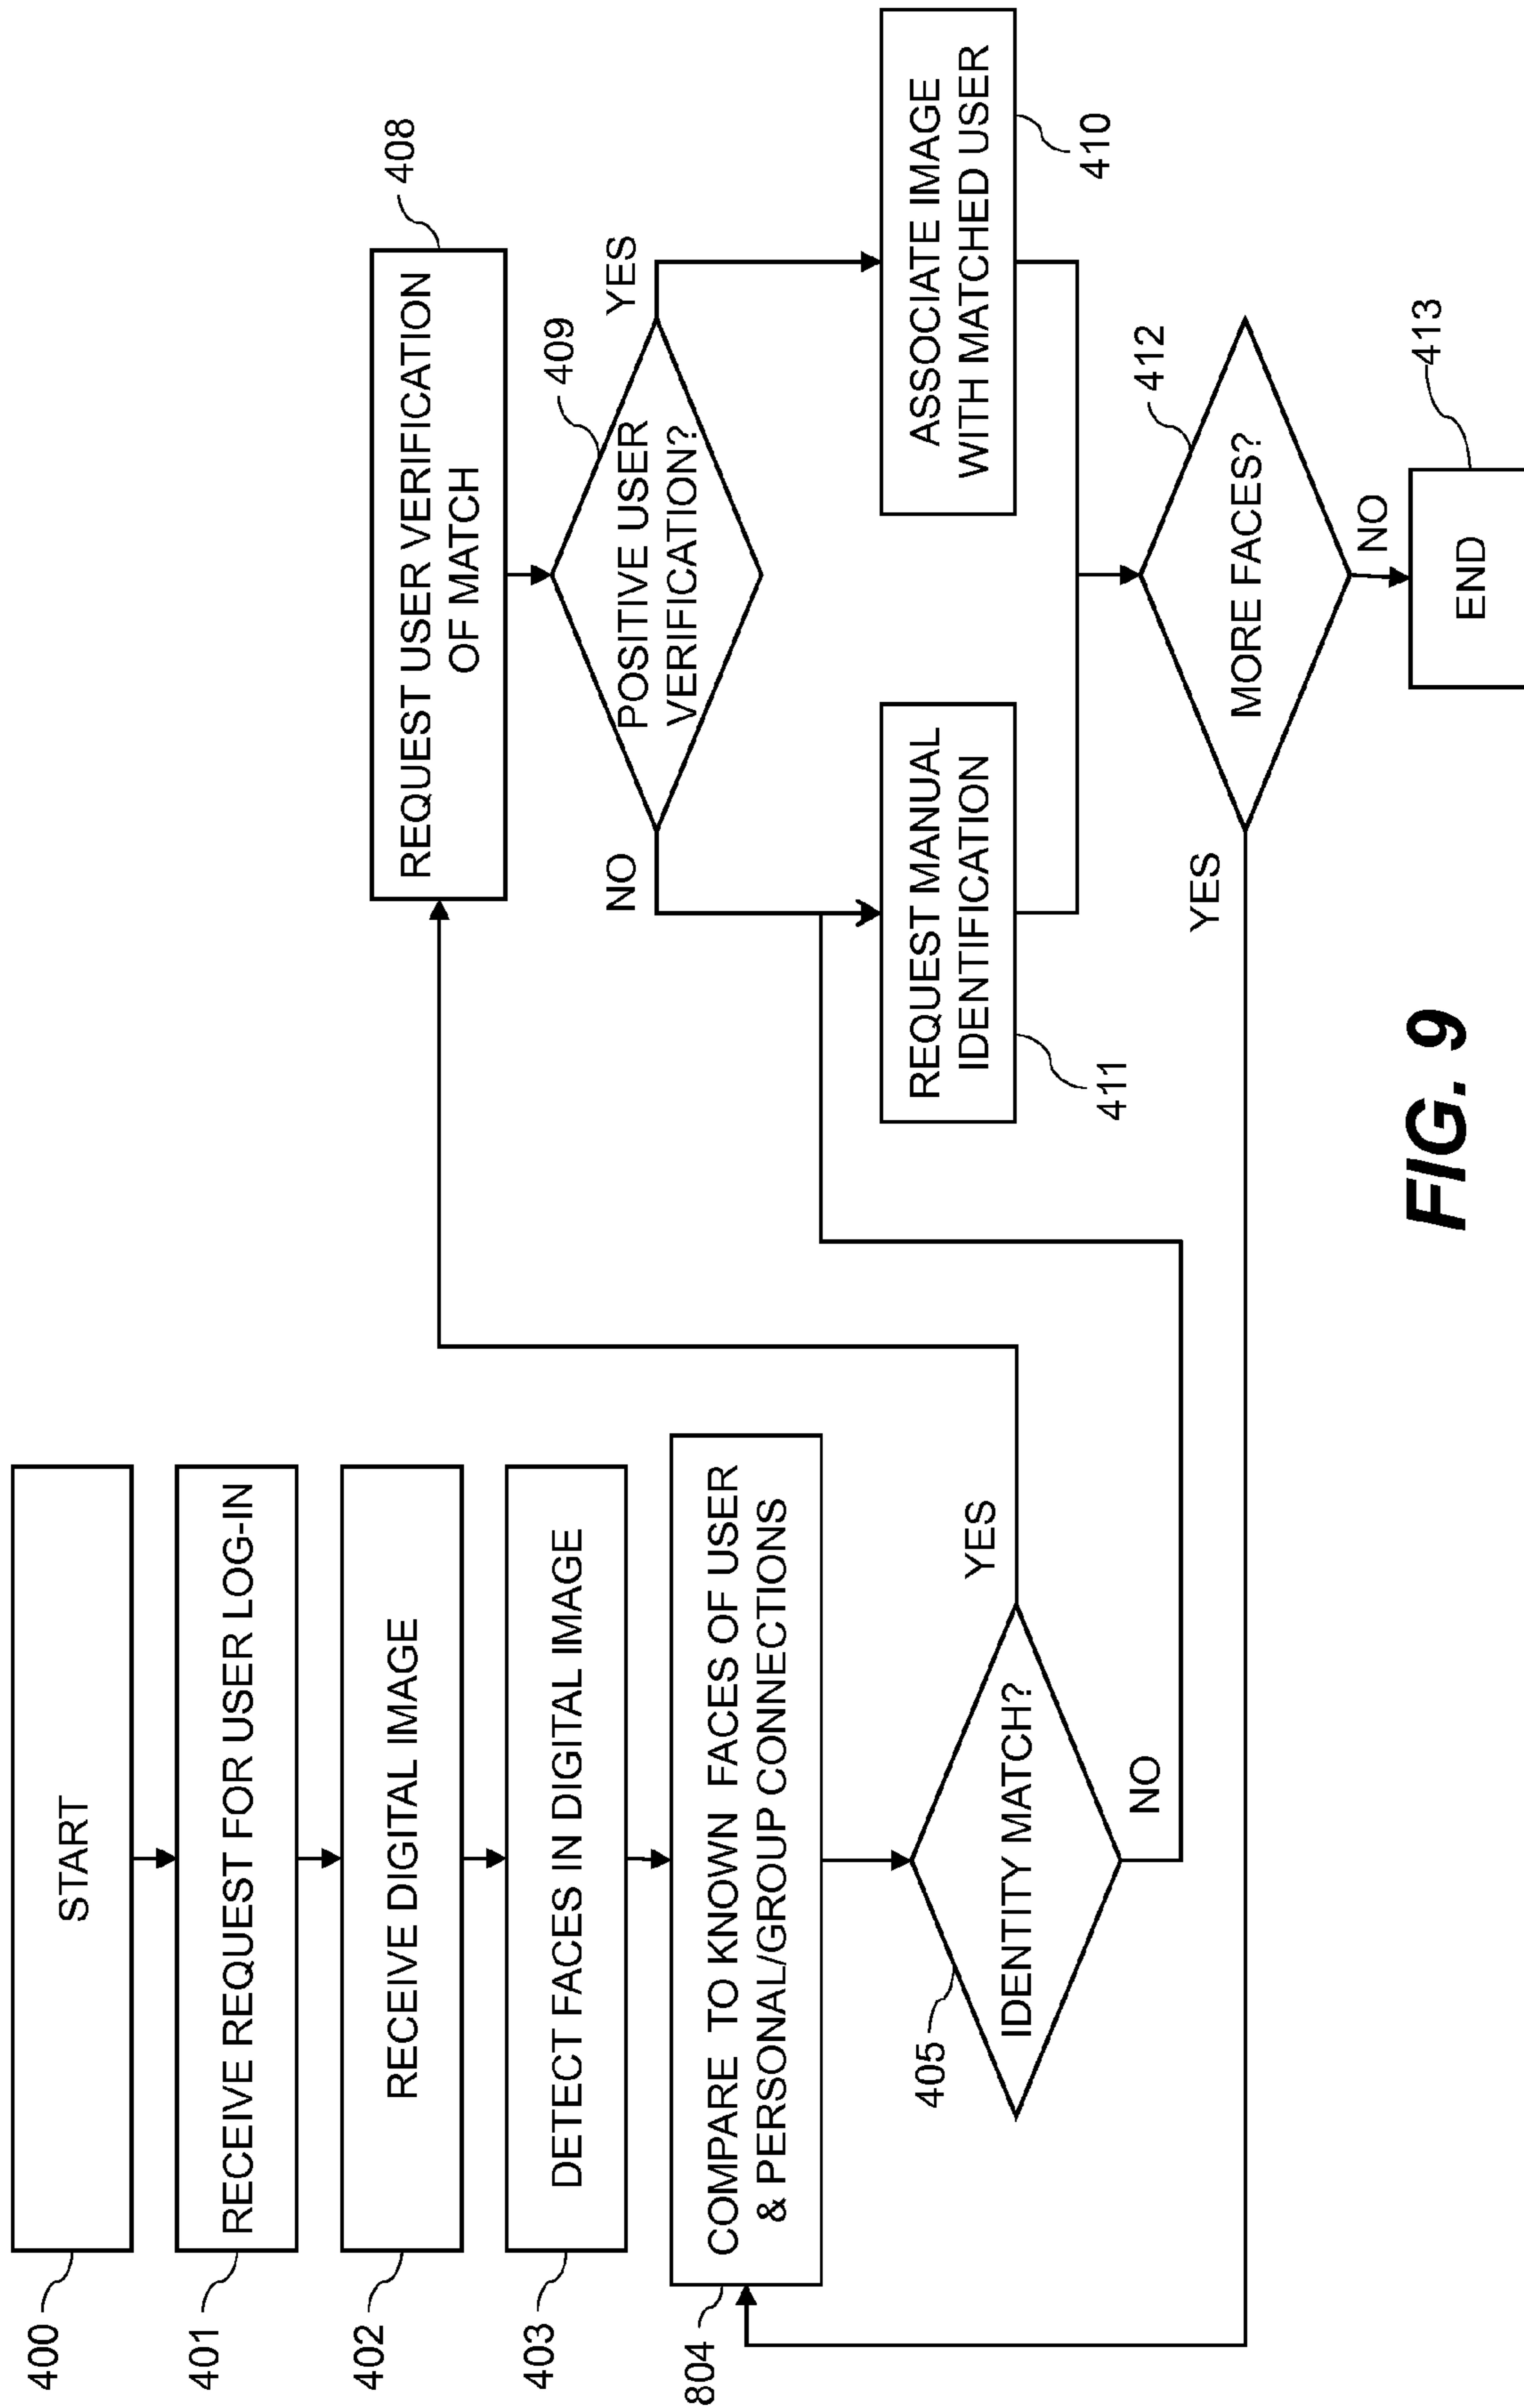 400
START
401
RECEIVE REQUEST FOR USER LOG-IN
402
RECEIVE DIGITAL IMAGE
403
DETECT FACES IN DIGITAL IMAGE
804
COMPARE TO KNOWN FACES OF USER
& PERSONAL/GROUP CONNECTIONS
405
IDENTITY MATCH?
YES
NO
408
REQUEST USER VERIFICATION
OF MATCH
409
POSITIVE USER
VERIFICATION?
NO
YES
REQUEST MANUAL
IDENTIFICATION
411
ASSOCIATE IMAGE
WITH MATCHED USER
410
412
MORE FACES?
YES
NO
413
END
FIG. 9